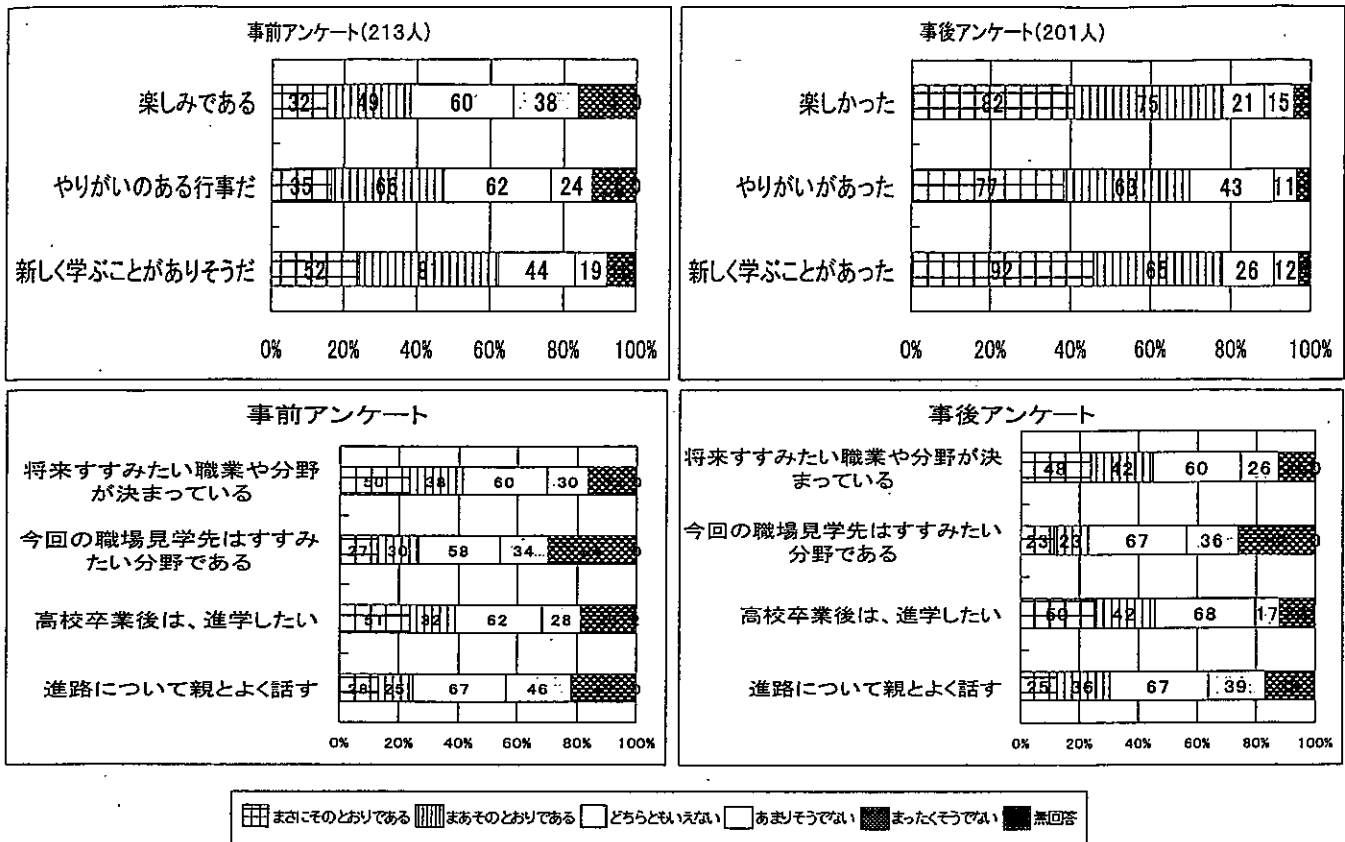 事前アンケート(213人)
楽しみである 32 49 60 38
やりがいのある行事だ 35 65 62 24
新しく学ぶことがありそうだ 52 44 19
0% 20% 40% 60% 80% 100%
事後アンケート(201人)
楽しかった 82 75 21 15
やりがいがあった 77 63 43 11
新しく学ぶことがあった 92 65 26 12
0% 20% 40% 60% 80% 100%
事前アンケート
将来すすみたい職業や分野
が決まっている 50 38 60 30
今回の職場見学先はすすみ
たい分野である 27 30 58 34
高校卒業後は、進学したい 51 32 62 28
進路について親とよく話す 28 25 67 46
0% 20% 40% 60% 80% 100%
事後アンケート
将来すすみたい職業や分野が決
まっている 48 42 60 26
今回の職場見学先はすすみたい
分野である 23 23 67 36
高校卒業後は、進学したい 42 68 17
進路について親とよく話す 25 36 67 39
0% 20% 40% 60% 80% 100%
まさにそのとおりである まあそのとおりである どちらともいえない あまりそうでない まったくそうでない 無回答